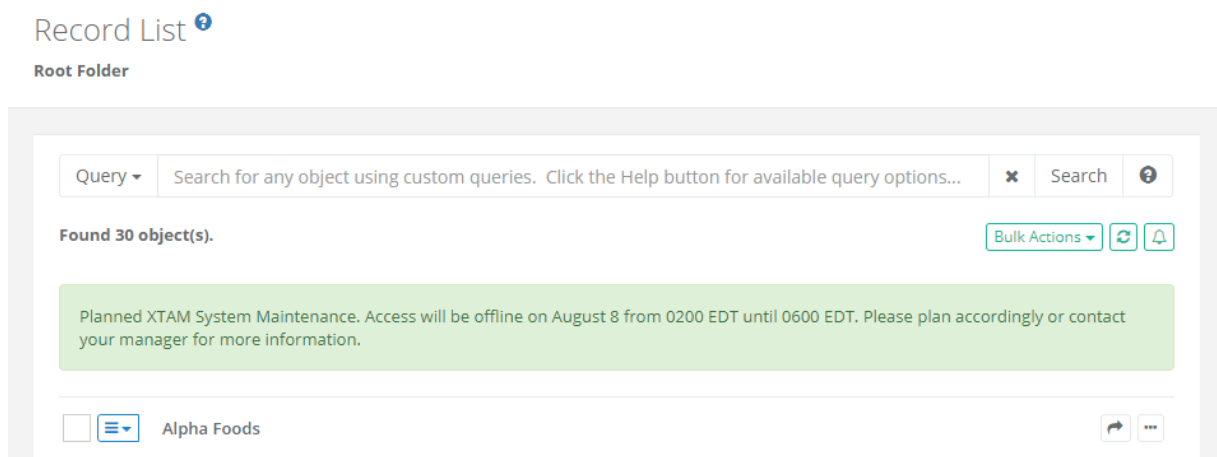 Record List
Root Folder
Query Search for any object using custom queries. Click the Help button for available query options... Search
Found 30 object(s). Bulk Actions
Planned XTAM System Maintenance. Access will be offline on August 8 from 0200 EDT until 0600 EDT. Please plan accordingly or contact
your manager for more information.
Alpha Foods